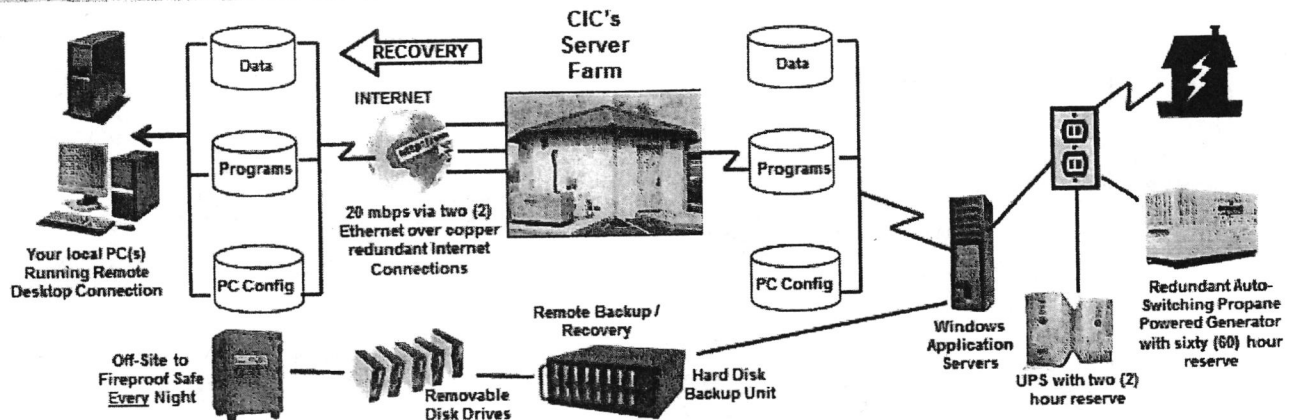 CIC's
Server
Farm
RECOVERY
Data
Programs
PC Config
INTERNET
20 mbps via two (2)
Ethernet over copper
redundant Internet
Connections
Your local PC(s)
Running Remote
Desktop Connection
Data
Programs
PC Config
Windows
Application
Servers
UPS with two (2)
hour reserve
Redundant Auto-
Switching Propane
Powered Generator
with sixty (60) hour
reserve
Remote Backup /
Recovery
Hard Disk
Backup Unit
Removable
Disk Drives
Off-Site to
Fireproof Safe
Every Night